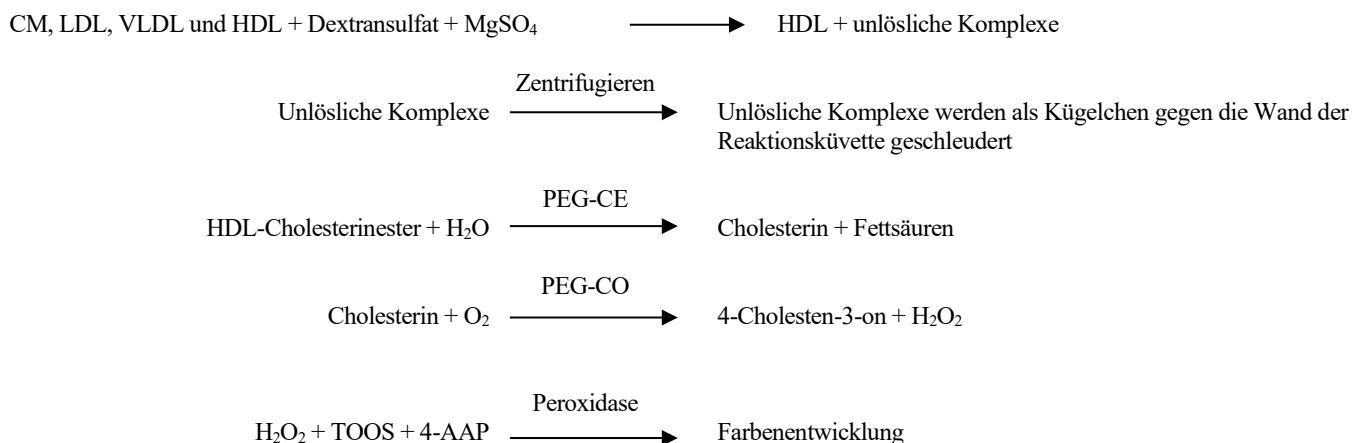 CM, LDL, VLDL und HDL + Dextransulfat + MgSO₄ → HDL + unlösliche Komplexe
Zentrifugieren
Unlösliche Komplexe → Unlösliche Komplexe werden als Kügelchen gegen die Wand der
Reaktionsküvette geschleudert
PEG-CE
HDL-Cholesterinester + H₂O → Cholesterin + Fettsäuren
PEG-CO
Cholesterin + O₂ → 4-Cholesten-3-on + H₂O₂
Peroxidase
H₂O₂ + TOOS + 4-AAP → Farbenentwicklung